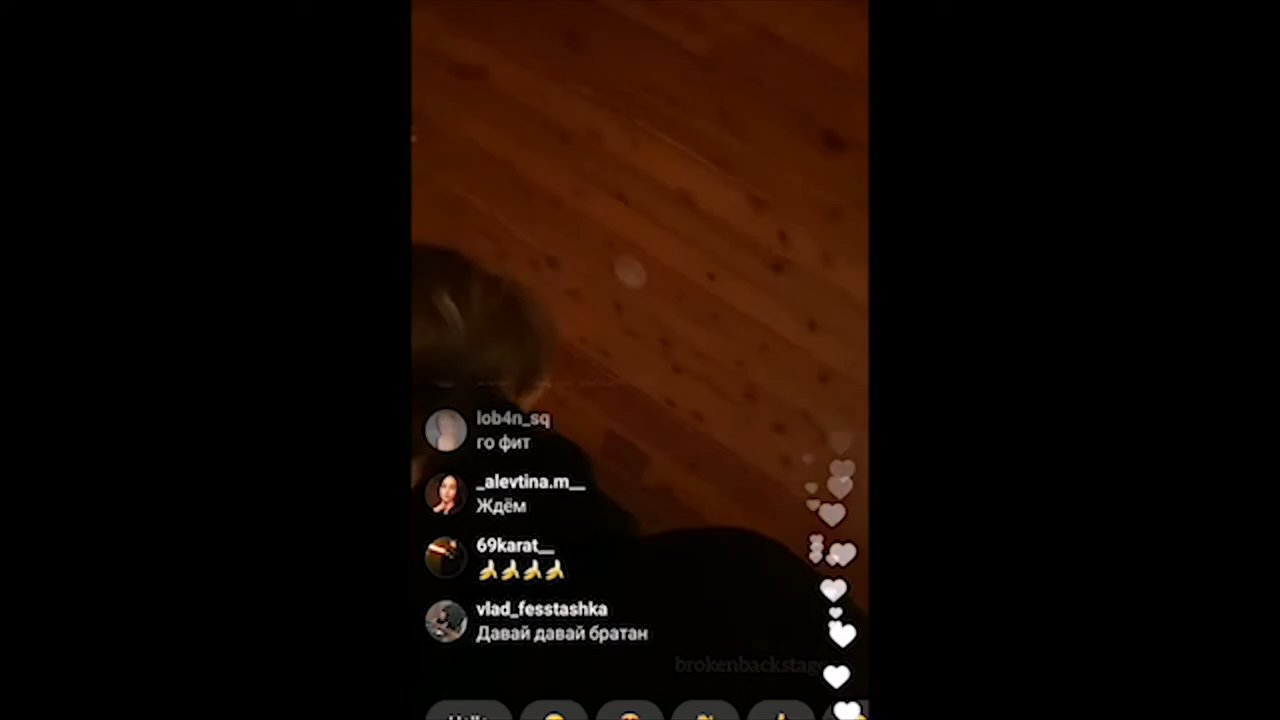 lob4n_sq
го фит
_alevtina.m__
Ждём
69karat__
🍌🍌🍌🍌
vlad_fesstashka
Давай давай братан
brokenbackstage